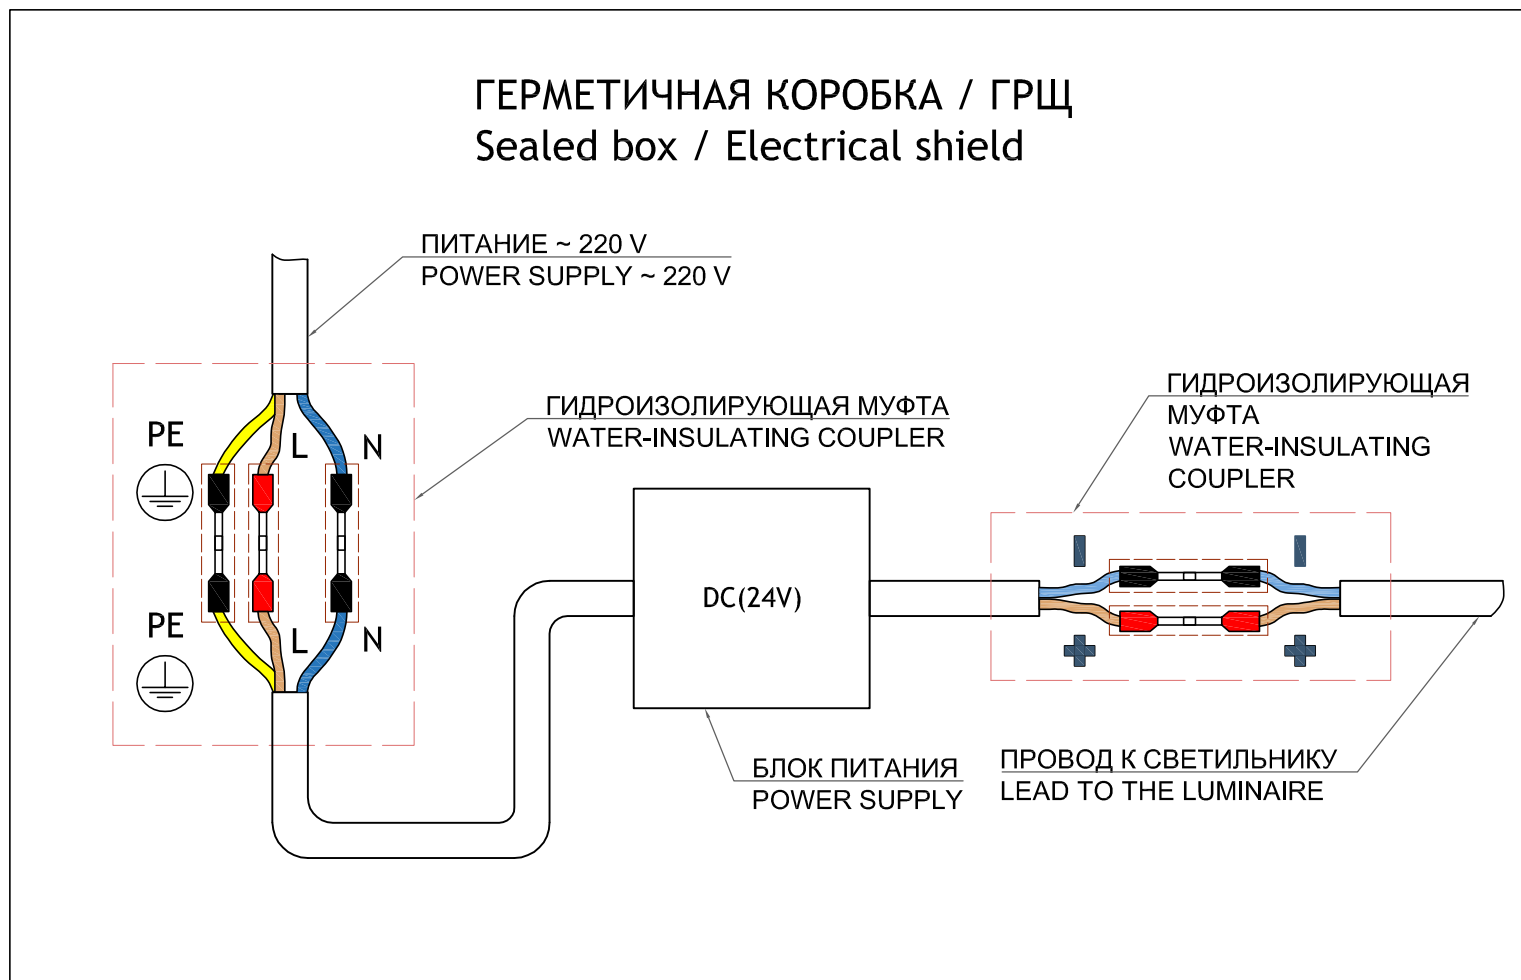 ГЕРМЕТИЧНАЯ КОРОБКА / ГРЩ
Sealed box / Electrical shield
ПИТАНИЕ ~ 220 V
POWER SUPPLY ~ 220 V
ГИДРОИЗОЛИРУЮЩАЯ МУФТА
WATER-INSULATING COUPLER
ГИДРОИЗОЛИРУЮЩАЯ
МУФТА
WATER-INSULATING
COUPLER
PE
L
N
DC(24V)
PE
L
N
БЛОК ПИТАНИЯ
POWER SUPPLY
ПРОВОД К СВЕТИЛЬНИКУ
LEAD TO THE LUMINAIRE